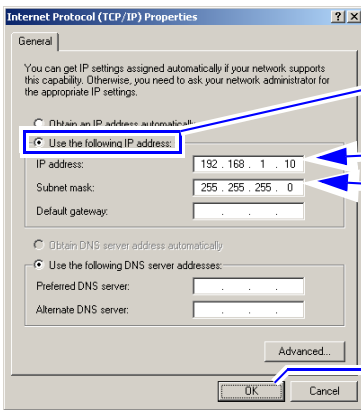 Internet Protocol (TCP/IP) Properties
General
You can get IP settings assigned automatically if your network supports
this capability. Otherwise, you need to ask your network administrator for
the appropriate IP settings.
Obtain an IP address automatically
Use the following IP address:
IP address: 192 . 168 . 1 . 10
Subnet mask: 255 . 255 . 255 . 0
Default gateway: . . .
Obtain DNS server address automatically
Use the following DNS server addresses:
Preferred DNS server: . . .
Alternate DNS server: . . .
Advanced...
OK Cancel